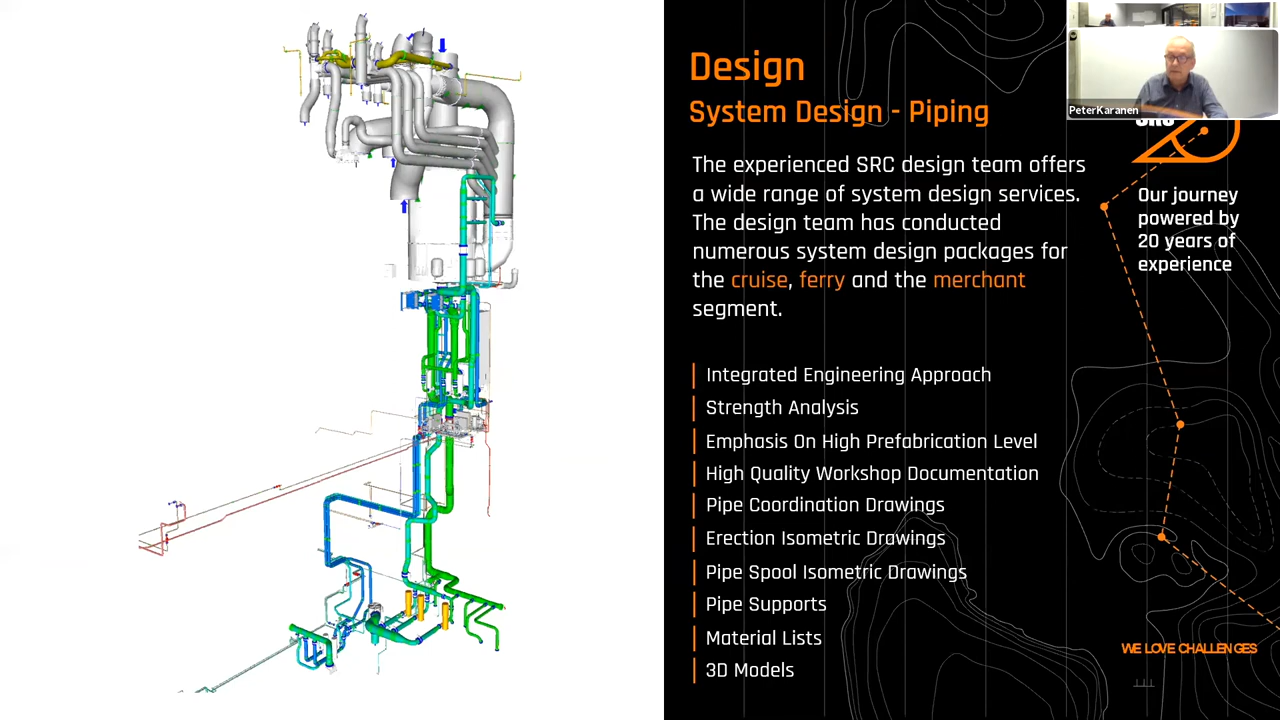 Design
System Design - Piping
The experienced SRC design team offers
a wide range of system design services.
The design team has conducted
numerous system design packages for
the cruise, ferry and the merchant
segment.
Integrated Engineering Approach
Strength Analysis
Emphasis On High Prefabrication Level
High Quality Workshop Documentation
Pipe Coordination Drawings
Erection Isometric Drawings
Pipe Spool Isometric Drawings
Pipe Supports
Material Lists
3D Models
PeterKaranen
SRC
Our journey
powered by
20 years of
experience
WE LOVE CHALLENGES